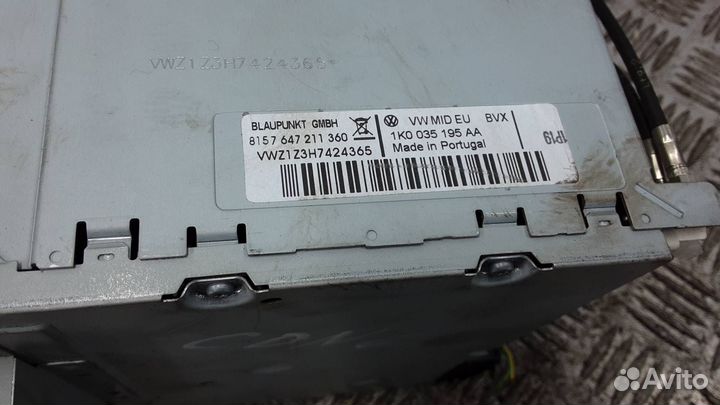 VWZ1Z3H7424365
BLAUPUNKT GMBH
8157 647 211 360
VWZ1Z3H7424365
VW MID EU BVX
1K0 035 195 AA
Made in Portugal
1P19
Avito